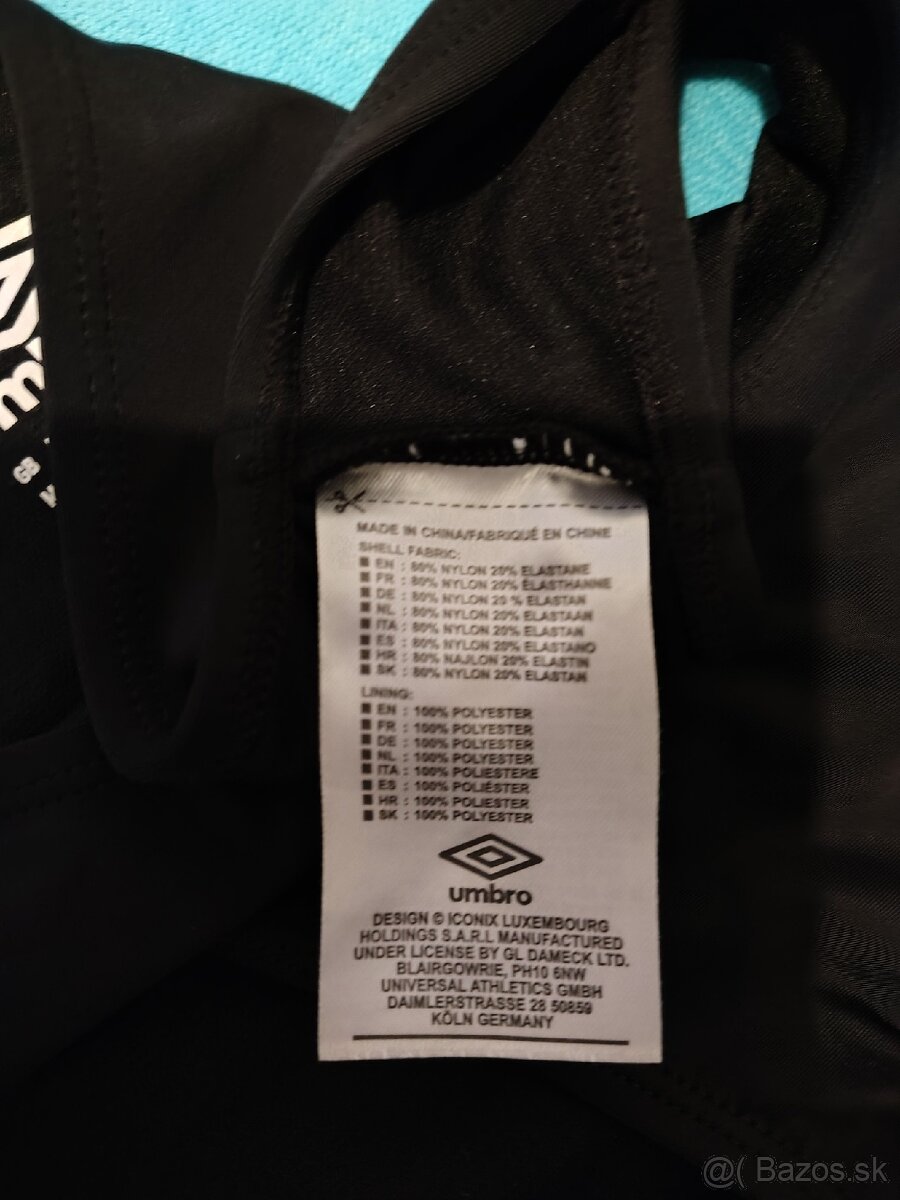 GB
MADE IN CHINA/FABRIQUÉ EN CHINE
SHELL FABRIC:
EN : 80% NYLON 20% ELASTANE
FR : 80% NYLON 20% ÉLASTHANNE
DE : 80% NYLON 20 % ELASTAN
NL : 80% NYLON 20% ELASTAAN
ITA : 80% NYLON 20% ELASTAN
ES : 80% NYLON 20% ELASTANO
HR : 80% NAJLON 20% ELASTIN
SK : 80% NYLON 20% ELASTAN
LINING:
EN : 100% POLYESTER
FR : 100% POLYESTER
DE : 100% POLYESTER
NL : 100% POLYESTER
ITA : 100% POLIESTERE
ES : 100% POLIÉSTER
HR : 100% POLIESTER
SK : 100% POLYESTER
umbro
DESIGN © ICONIX LUXEMBOURG
HOLDINGS S.A.R.L MANUFACTURED
UNDER LICENSE BY GL DAMECK LTD.
BLAIRGOWRIE, PH10 6NW
UNIVERSAL ATHLETICS GMBH
DAIMLERSTRASSE 28 50859
KÖLN GERMANY
@( Bazos.sk